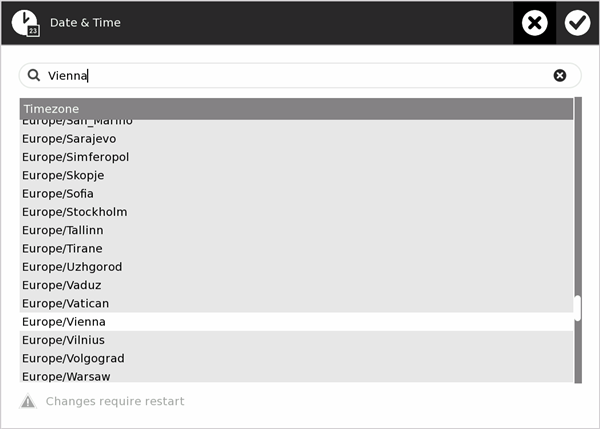 Date & Time
23
Vienna
Timezone
Europe/San_Marino
Europe/Sarajevo
Europe/Simferopol
Europe/Skopje
Europe/Sofia
Europe/Stockholm
Europe/Tallinn
Europe/Tirane
Europe/Uzhgorod
Europe/Vaduz
Europe/Vatican
Europe/Vienna
Europe/Vilnius
Europe/Volgograd
Europe/Warsaw
Changes require restart